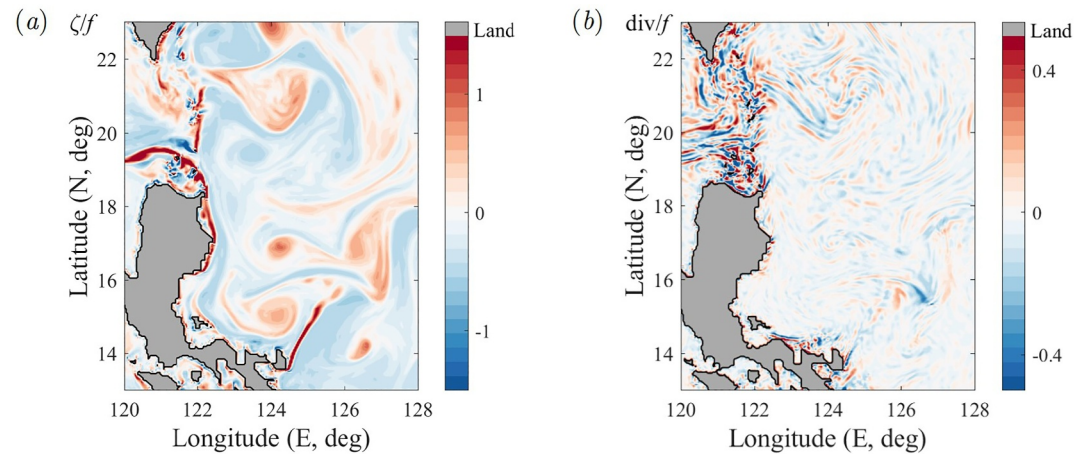 (a) ζ/f
Land
1
0
-1
22
20
18
16
14
Latitude (N, deg)
120 122 124 126 128
Longitude (E, deg)
(b) div/f
Land
0.4
0
-0.4
22
20
18
16
14
Latitude (N, deg)
120 122 124 126 128
Longitude (E, deg)